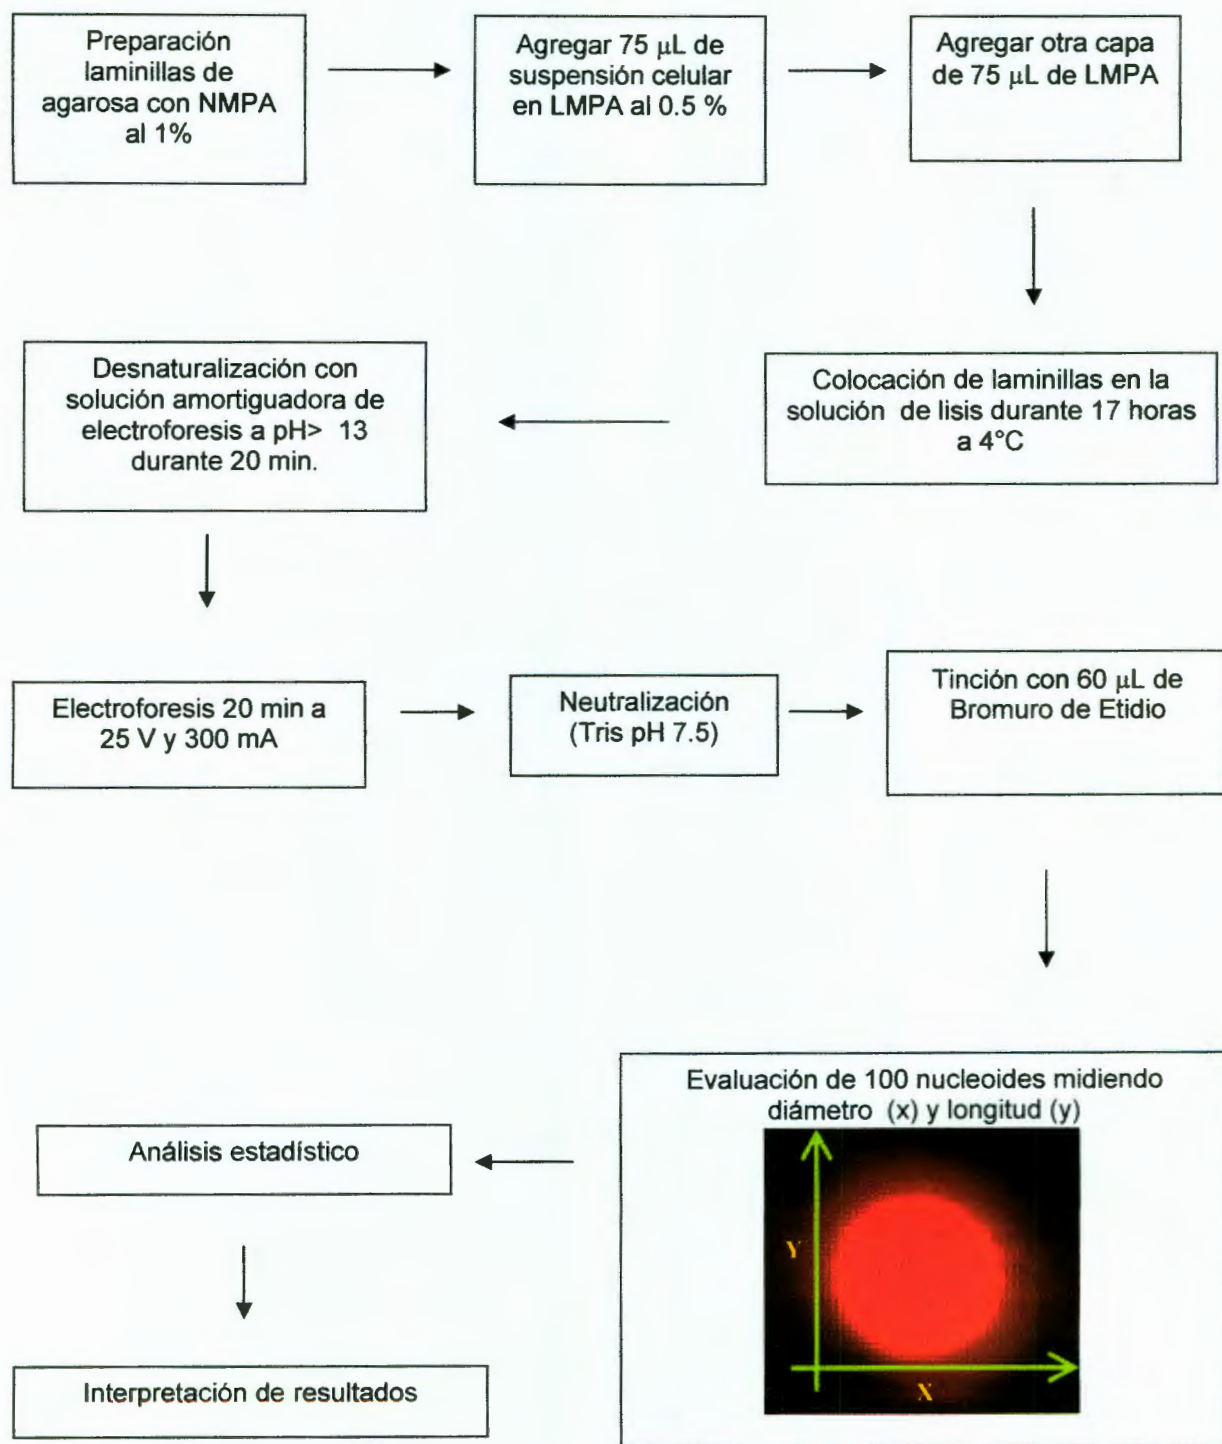 Preparación
laminillas de
agarosa con NMPA
al 1%
Agregar 75 μL de
suspensión celular
en LMPA al 0.5 %
Agregar otra capa
de 75 μL de LMPA
Colocación de laminillas en la
solución de lisis durante 17 horas
a 4°C
Desnaturalización con
solución amortiguadora de
electroforesis a pH> 13
durante 20 min.
Electroforesis 20 min a
25 V y 300 mA
Neutralización
(Tris pH 7.5)
Tinción con 60 μL de
Bromuro de Etidio
Evaluación de 100 nucleoides midiendo
diámetro (x) y longitud (y)
Y
X
Análisis estadístico
Interpretación de resultados